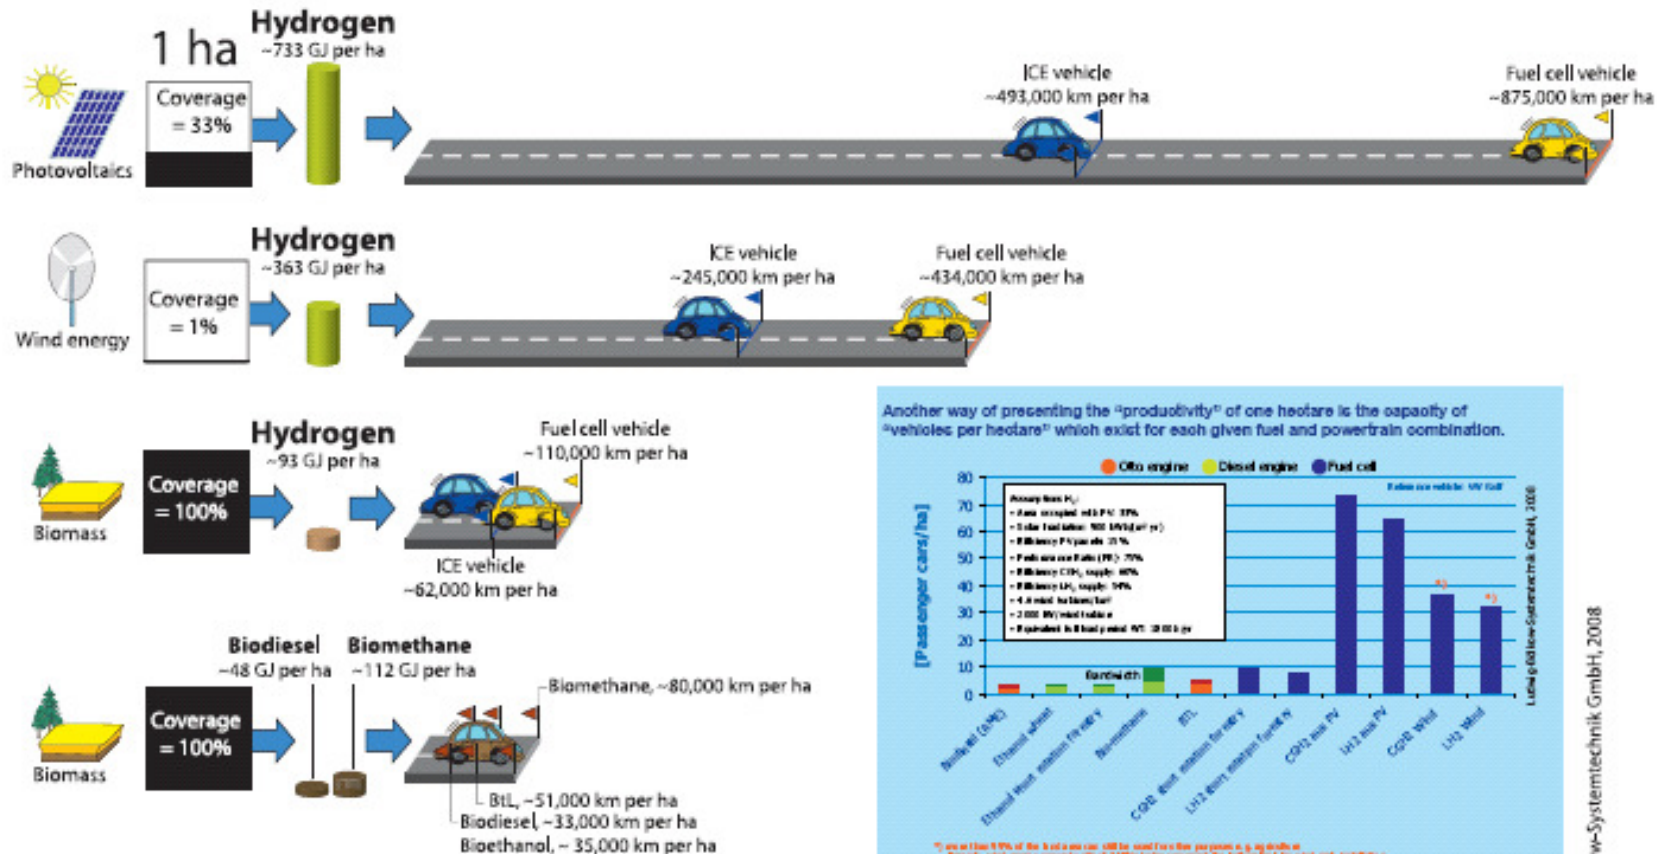 1 ha
Hydrogen
~733 GJ per ha
Coverage
= 33%
Photovoltaics
ICE vehicle
~493,000 km per ha
Fuel cell vehicle
~875,000 km per ha
Hydrogen
~363 GJ per ha
Coverage
= 1%
Wind energy
ICE vehicle
~245,000 km per ha
Fuel cell vehicle
~434,000 km per ha
Hydrogen
~93 GJ per ha
Coverage
= 100%
Biomass
Fuel cell vehicle
~110,000 km per ha
ICE vehicle
~62,000 km per ha
Biodiesel
~48 GJ per ha
Biomethane
~112 GJ per ha
Coverage
= 100%
Biomass
Biomethane, ~80,000 km per ha
BtL, ~51,000 km per ha
Biodiesel, ~33,000 km per ha
Bioethanol, ~ 35,000 km per ha
Another way of presenting the "productivity" of one hectare is the capacity of
"vehicles per hectare" which exist for each given fuel and powertrain combination.
Otto engine Diesel engine Fuel cell
[Passenger cars/ha]
80
70
60
50
40
30
20
10
0
Bandwidth
*)
*)
Ethanol wheat
Biomethane
BTL
CGH2 aus PV
LH2 aus PV
CGH2 Wind
LH2 Wind
Ludwig-Bölkow-Systemtechnik GmbH, 2008
w-Systemtechnik GmbH, 2008